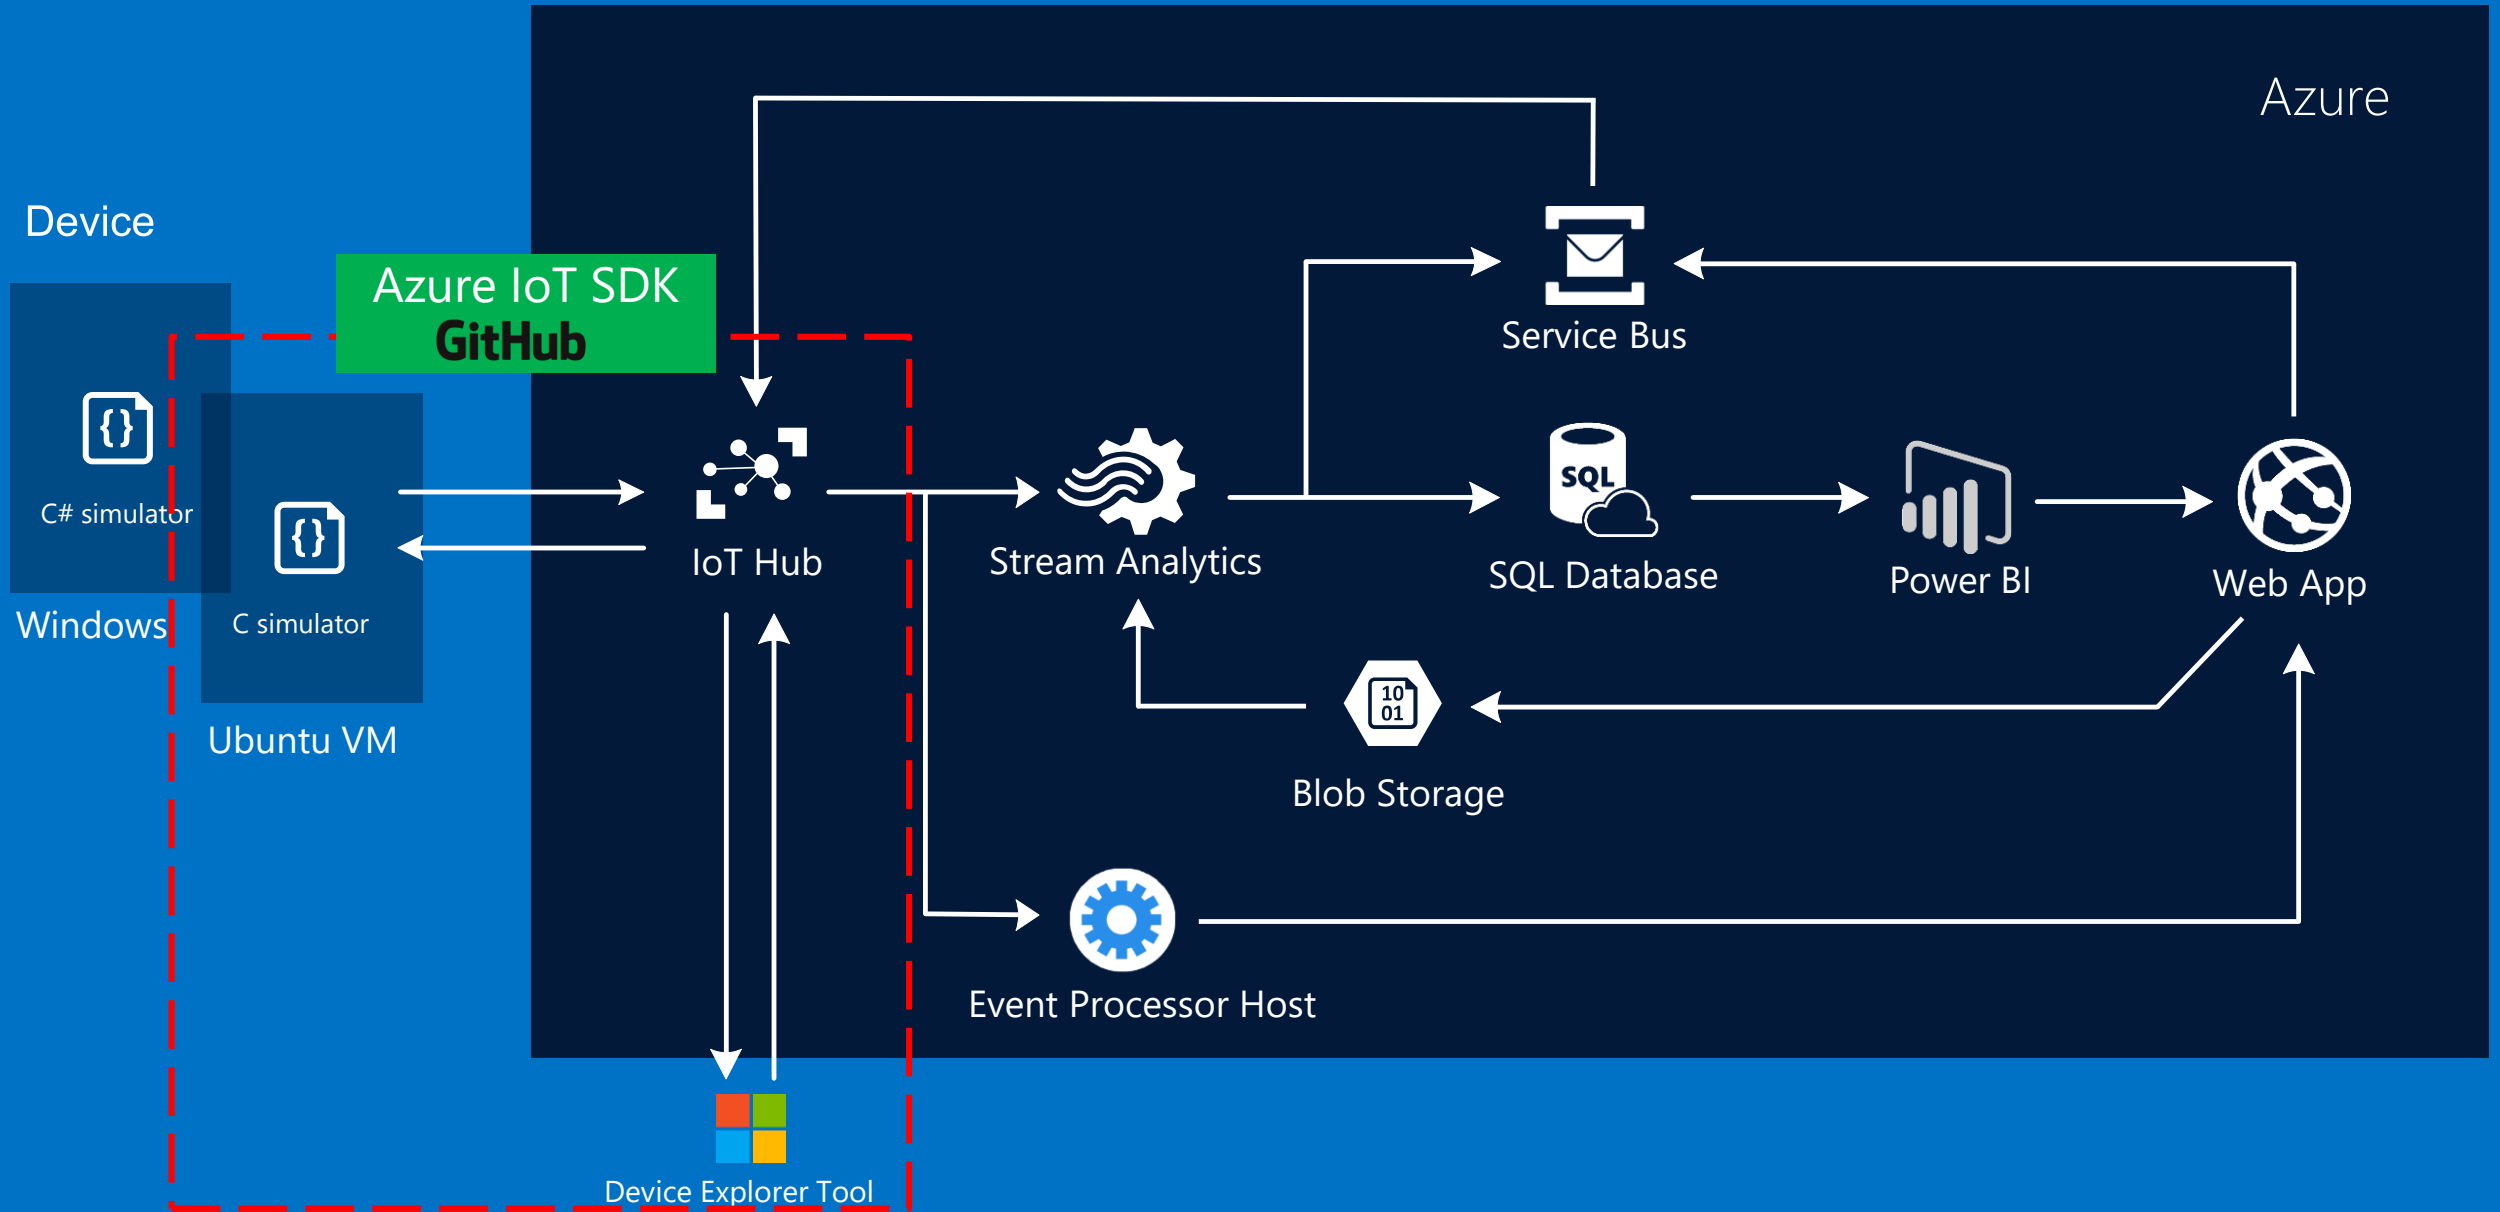 Azure
Device
Azure IoT SDK
GitHub
Service Bus
{ }
C# simulator
Windows
{ }
C simulator
Ubuntu VM
IoT Hub
Stream Analytics
SQL
SQL Database
Power BI
Web App
10
01
Blob Storage
Event Processor Host
Device Explorer Tool